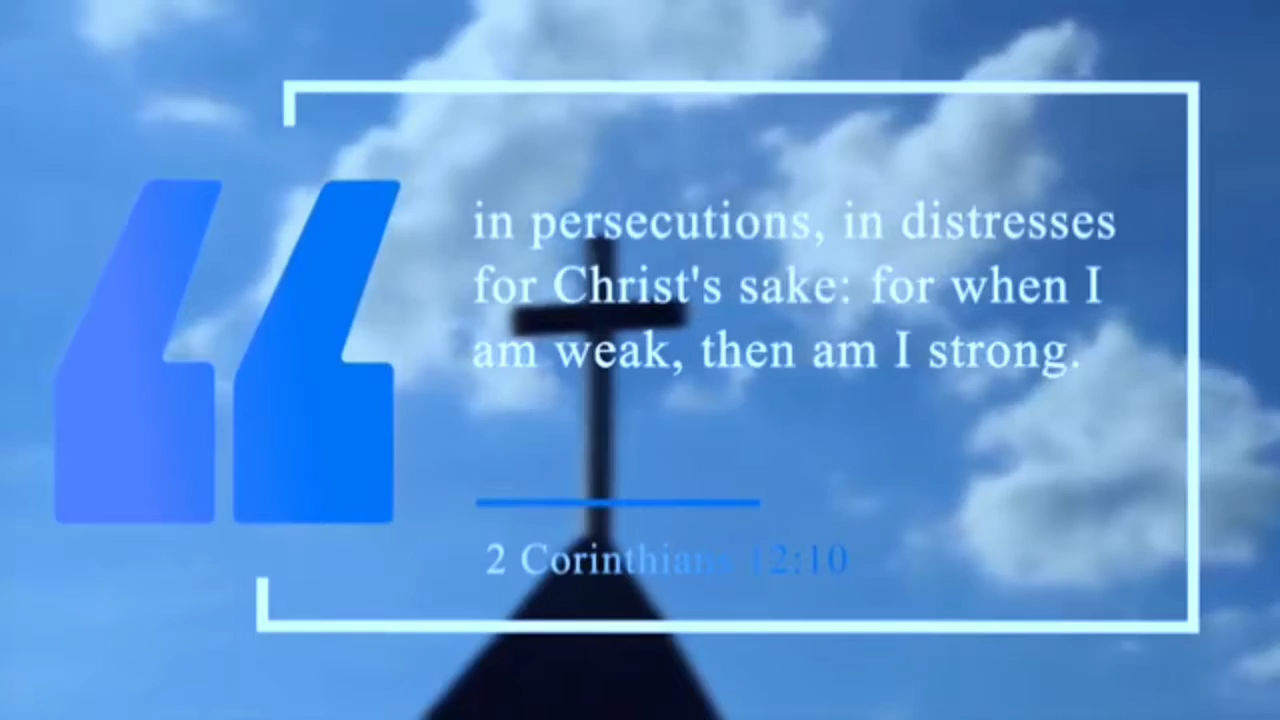 in persecutions, in distresses
for Christ's sake: for when I
am weak, then am I strong.
2 Corinthians 12:10